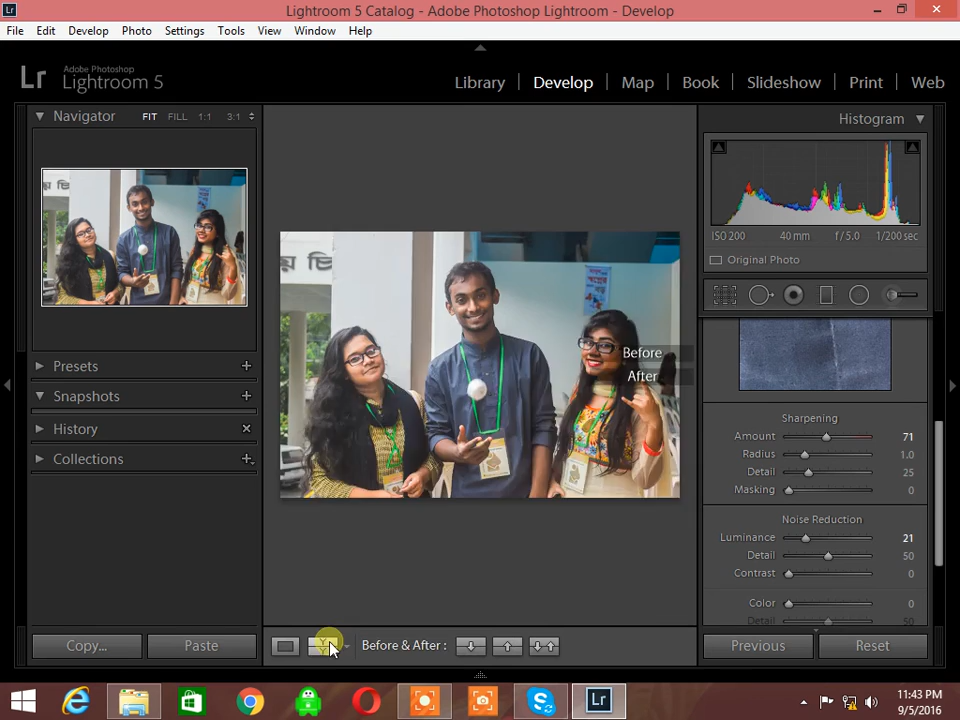 Lightroom 5 Catalog - Adobe Photoshop Lightroom - Develop
File Edit Develop Photo Settings Tools View Window Help
Lr
Adobe Photoshop
Lightroom 5
Library Develop Map Book Slideshow Print Web
Navigator FIT FILL 1:1 3:1
Histogram
ISO 200 40 mm f / 5.0 1/200 sec
Original Photo
Before
After
Presets
Snapshots
History
Collections
Sharpening
Amount 71
Radius 1.0
Detail 25
Masking 0
Noise Reduction
Luminance 21
Detail 50
Contrast 0
Color 0
Detail 50
Copy... Paste
Before & After :
Previous Reset
Lr
11:43 PM
9/5/2016